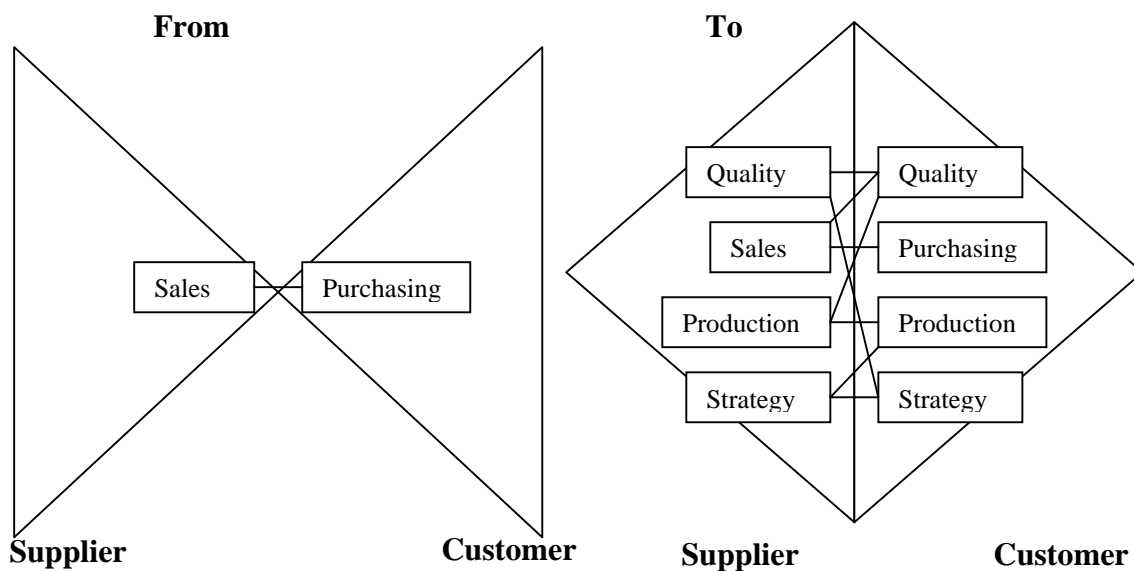 From
To
Quality
Quality
Sales
Purchasing
Sales
Purchasing
Production
Production
Strategy
Strategy
Supplier
Customer
Supplier
Customer